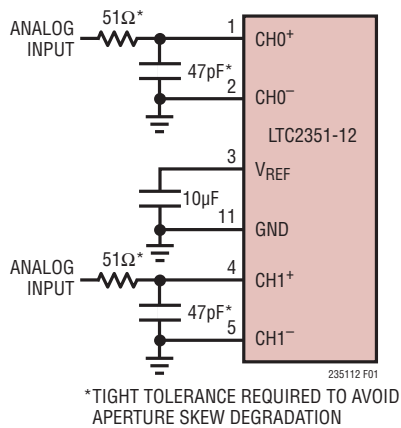 ANALOG
INPUT
51Ω*
47pF*
1
CH0+
2
CH0−
LTC2351-12
3
VREF
10µF
11
GND
ANALOG
INPUT
51Ω*
47pF*
4
CH1+
5
CH1−
235112 F01
*TIGHT TOLERANCE REQUIRED TO AVOID
APERTURE SKEW DEGRADATION